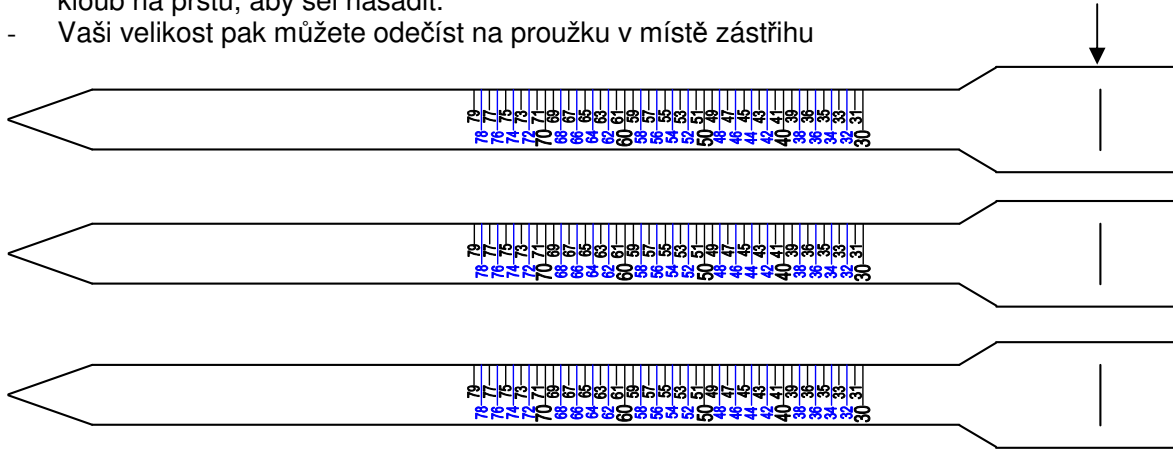 kloub na prstu, aby šel nasadit.
- Vaši velikost pak můžete odečíst na proužku v místě zástřihu
79 77 75 73 71 69 67 65 63 61 59 57 55 53 51 49 47 45 43 41 39 36 35 33 31
78 76 74 72 70 68 66 64 62 60 58 56 54 52 50 48 46 44 42 40 38 36 34 32 30
79 77 75 73 71 69 67 65 63 61 59 57 55 53 51 49 47 45 43 41 39 36 35 33 31
78 76 74 72 70 68 66 64 62 60 58 56 54 52 50 48 46 44 42 40 38 36 34 32 30
79 77 75 73 71 69 67 65 63 61 59 57 55 53 51 49 47 45 43 41 39 36 35 33 31
78 76 74 72 70 68 66 64 62 60 58 56 54 52 50 48 46 44 42 40 38 36 34 32 30